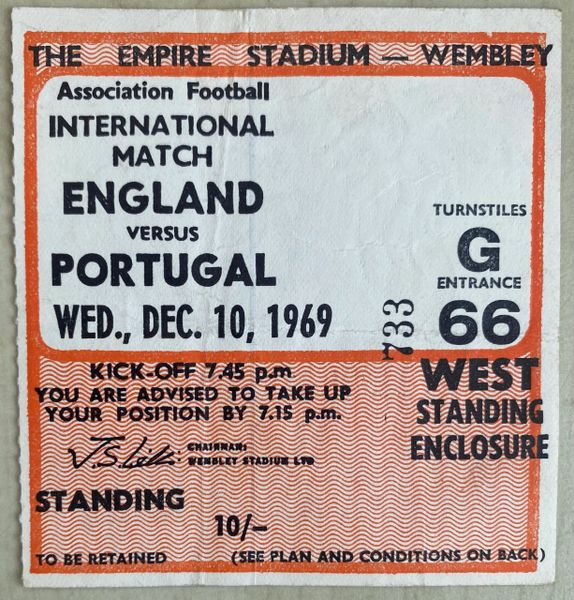 THE EMPIRE STADIUM — WEMBLEY
Association Football
INTERNATIONAL
MATCH
ENGLAND
VERSUS
PORTUGAL
WED., DEC. 10, 1969
TURNSTILES
G
ENTRANCE
66
733
WEST
STANDING
ENCLOSURE
KICK-OFF 7.45 p.m
YOU ARE ADVISED TO TAKE UP
YOUR POSITION BY 7.15 p.m.
CHAIRMAN:
WEMBLEY STADIUM LTD
STANDING
10/-
TO BE RETAINED (SEE PLAN AND CONDITIONS ON BACK)